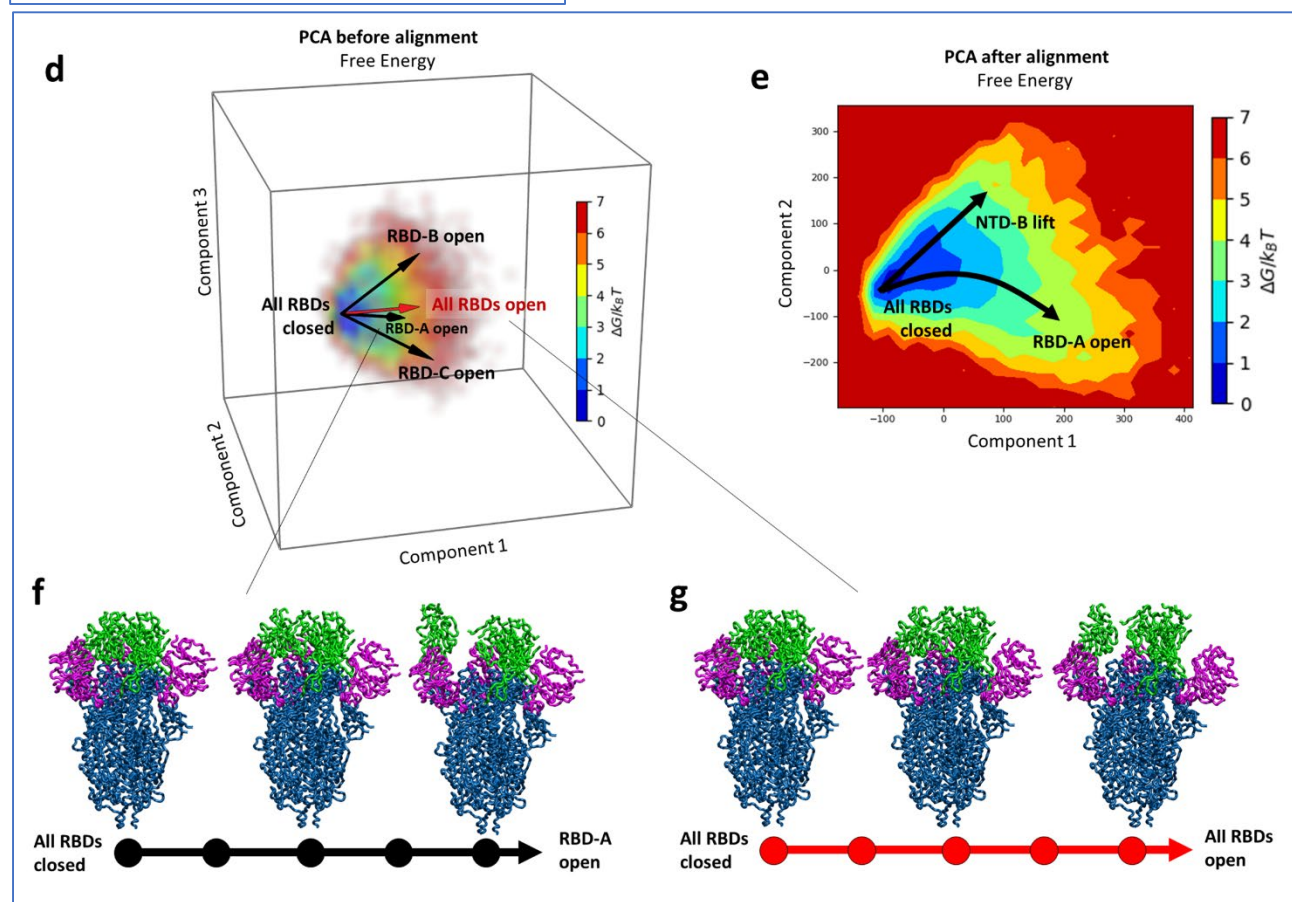 d
PCA before alignment
Free Energy
Component 3
Component 2
Component 1
RBD-B open
All RBDs
closed
All RBDs open
RBD-A open
RBD-C open
7
6
5
4
3
2
1
0
ΔG/kBT
e
PCA after alignment
Free Energy
300
200
100
0
−100
−200
Component 2
−100 0 100 200 300 400
Component 1
NTD-B lift
All RBDs
closed
RBD-A open
7
6
5
4
3
2
1
0
ΔG/kBT
f
All RBDs
closed
RBD-A
open
g
All RBDs
closed
All RBDs
open